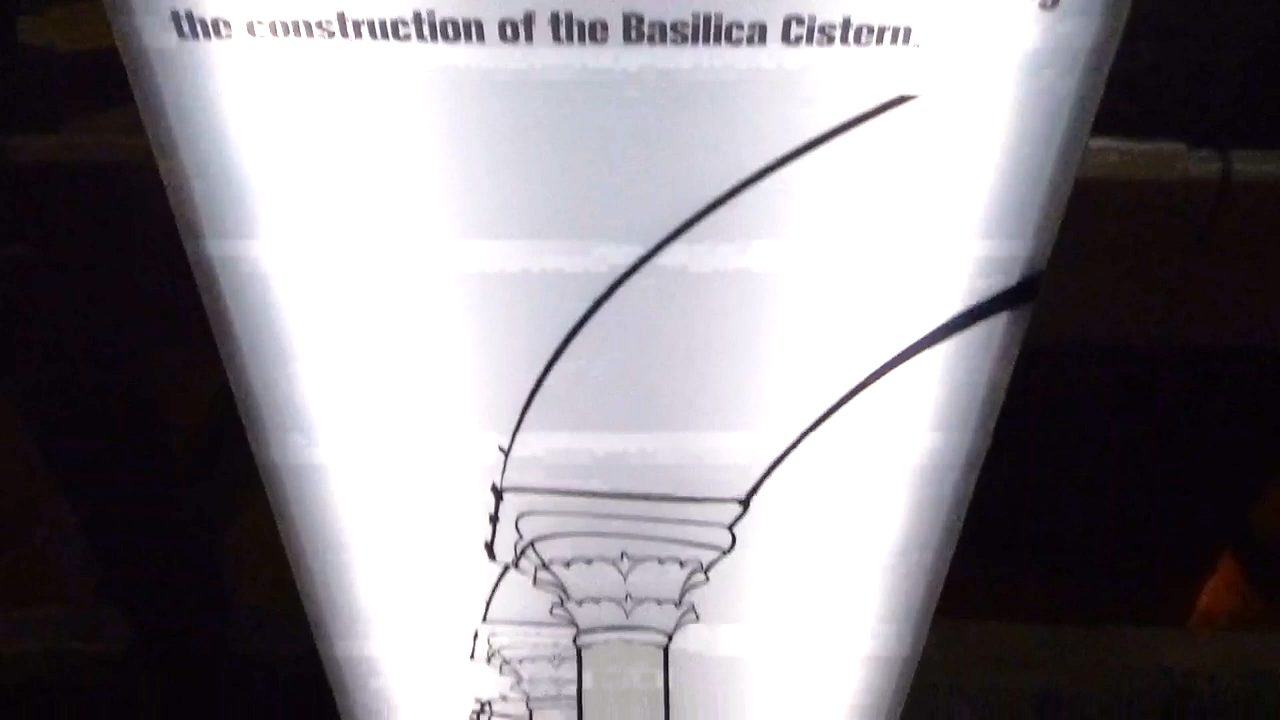 the construction of the Basilica Cistern.